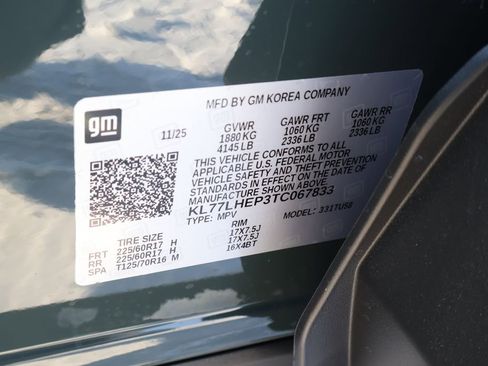 MFD BY GM KOREA COMPANY
gm
11/25
GVWR
1880 KG
4145 LB
GAWR FRT
1060 KG
2336 LB
GAWR RR
1060 KG
2336 LB
THIS VEHICLE CONFORMS TO ALL
APPLICABLE U.S. FEDERAL MOTOR
VEHICLE SAFETY AND THEFT PREVENTION
STANDARDS IN EFFECT ON THE DATE OF
MANUFACTURE SHOWN ABOVE.
KL77LHEP3TC067833
TYPE: MPV
MODEL: 331TU58
TIRE SIZE RIM
FRT 225/60R17 H 17X7.5J
RR 225/60R17 H 17X7.5J
SPA T125/70R16 M 16X4BT